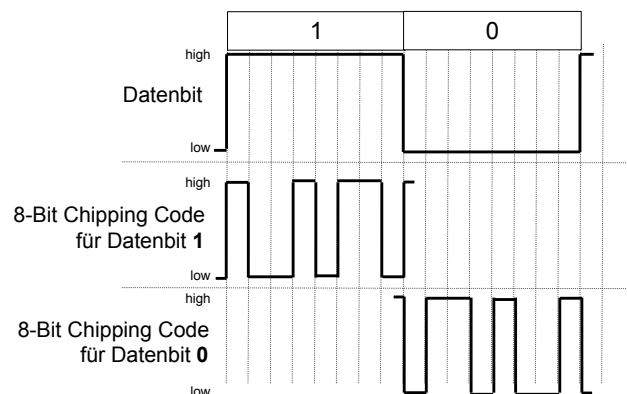 1 0
high
Datenbit
low
high
8-Bit Chipping Code
für Datenbit 1
low
high
8-Bit Chipping Code
für Datenbit 0
low